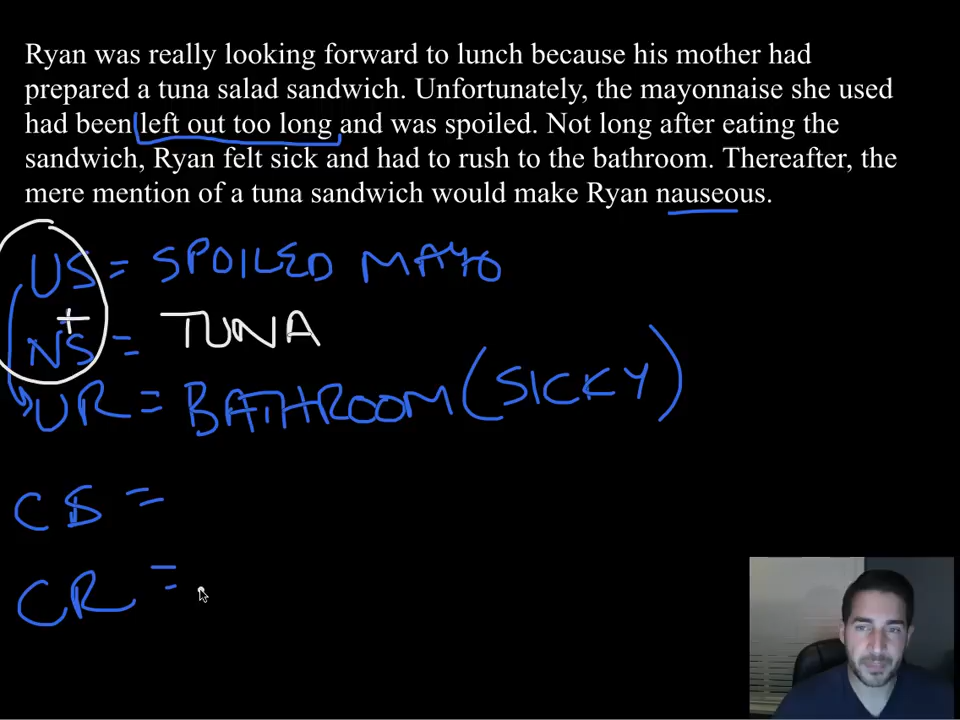 Ryan was really looking forward to lunch because his mother had
prepared a tuna salad sandwich. Unfortunately, the mayonnaise she used
had been left out too long and was spoiled. Not long after eating the
sandwich, Ryan felt sick and had to rush to the bathroom. Thereafter, the
mere mention of a tuna sandwich would make Ryan nauseous.
US = SPOILED MAYO
+
NS = TUNA
UR = BATHROOM (SICKY)
CS =
CR =